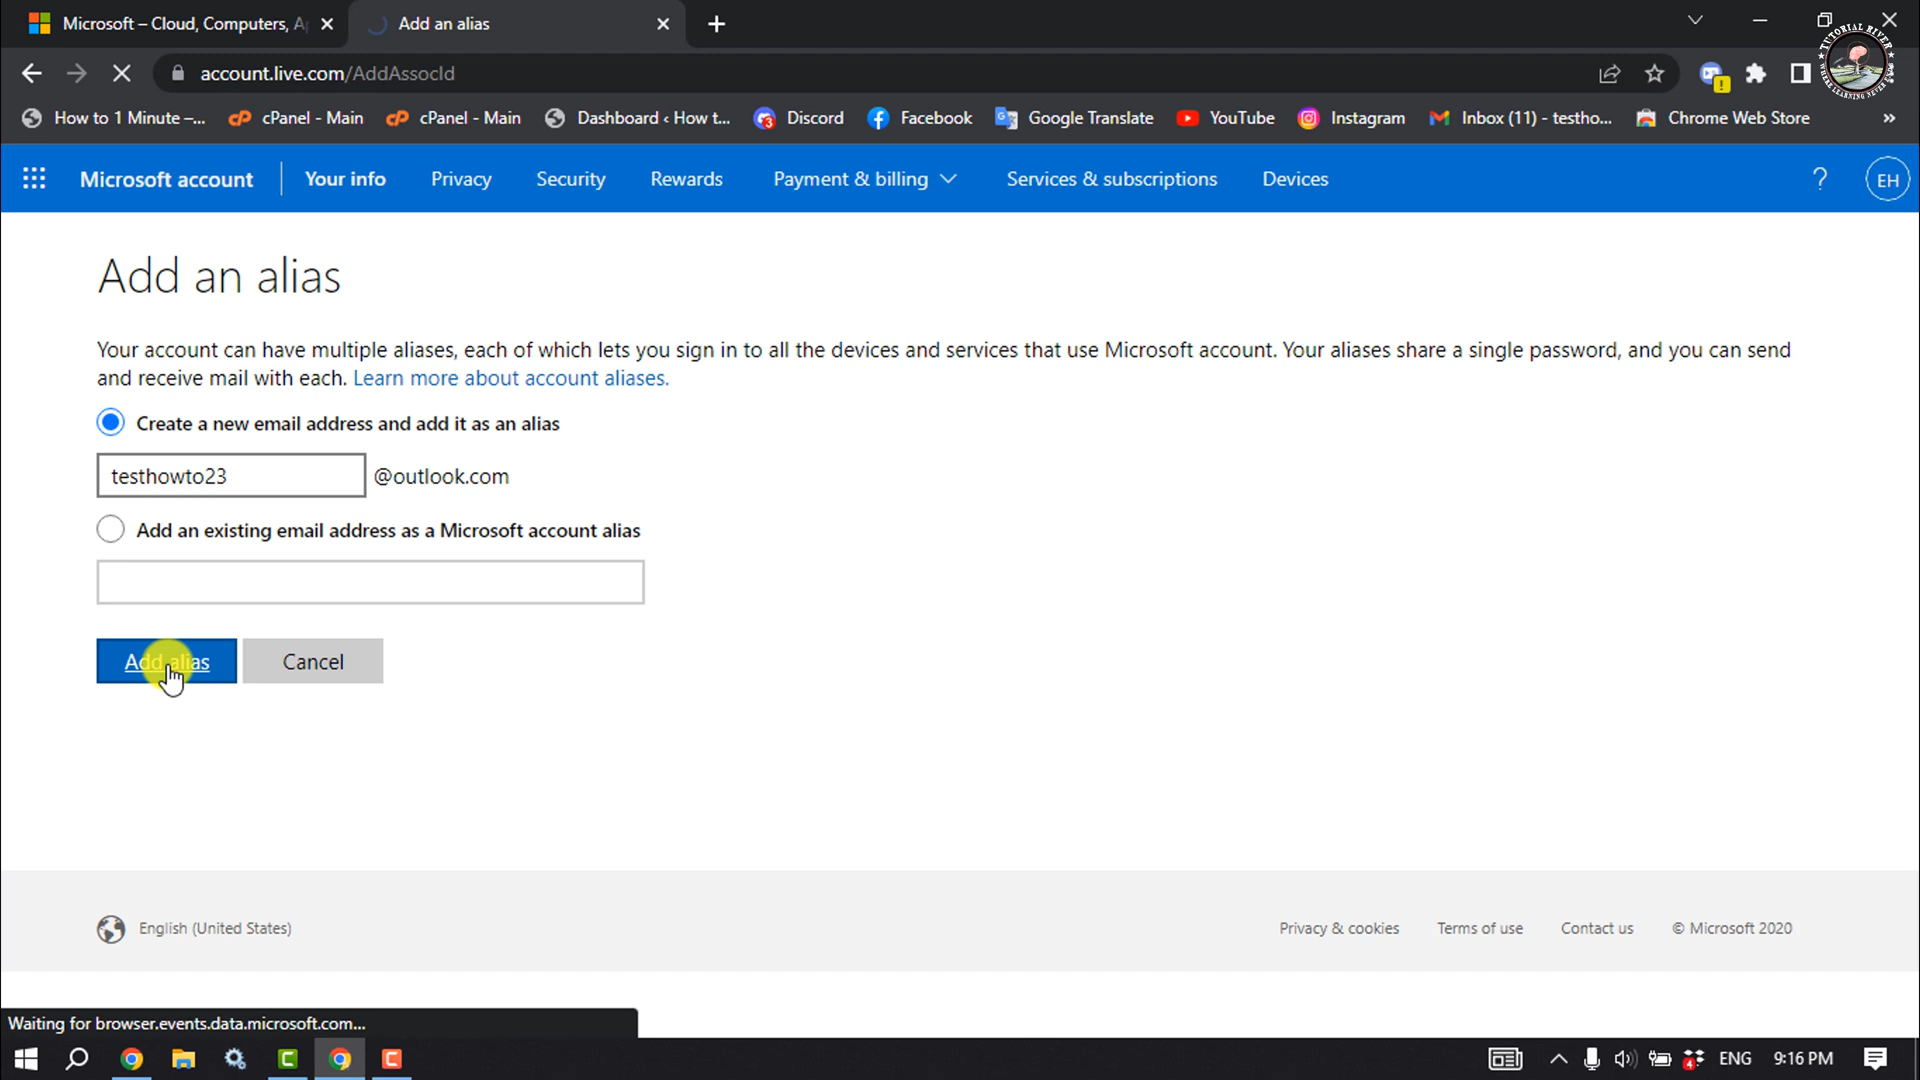 Microsoft – Cloud, Computers, A
Add an alias
account.live.com/AddAssocId
How to 1 Minute –...
cPanel - Main
cPanel - Main
Dashboard ‹ How t...
Discord
Facebook
Google Translate
YouTube
Instagram
Inbox (11) - testho...
Chrome Web Store
»
TUTORIAL RIVER
Microsoft account
Your info
Privacy
Security
Rewards
Payment & billing
Services & subscriptions
Devices
?
EH
Add an alias
Your account can have multiple aliases, each of which lets you sign in to all the devices and services that use Microsoft account. Your aliases share a single password, and you can send
and receive mail with each. Learn more about account aliases.
Create a new email address and add it as an alias
testhowto23 @outlook.com
Add an existing email address as a Microsoft account alias
Add alias
Cancel
English (United States)
Privacy & cookies
Terms of use
Contact us
© Microsoft 2020
Waiting for browser.events.data.microsoft.com...
ENG
9:16 PM